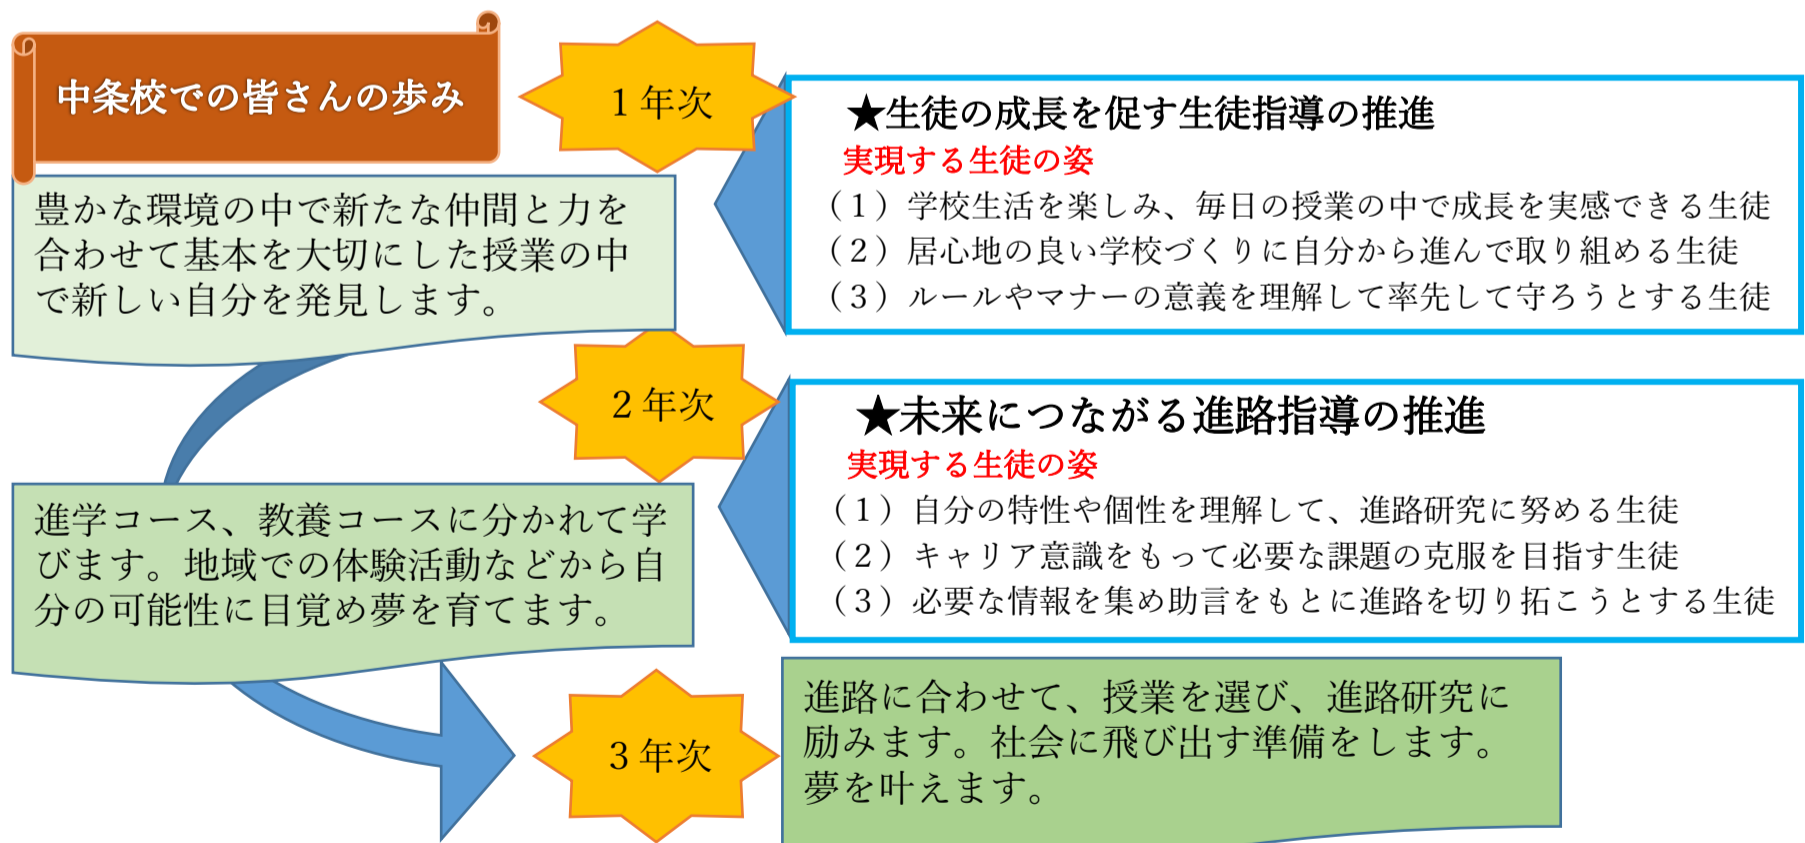 中条校での皆さんの歩み
1年次
豊かな環境の中で新たな仲間と力を
合わせて基本を大切にした授業の中
で新しい自分を発見します。
★生徒の成長を促す生徒指導の推進
実現する生徒の姿
（1）学校生活を楽しみ、毎日の授業の中で成長を実感できる生徒
（2）居心地の良い学校づくりに自分から進んで取り組める生徒
（3）ルールやマナーの意義を理解して率先して守ろうとする生徒
2年次
進学コース、教養コースに分かれて学
びます。地域での体験活動などから自
分の可能性に目覚め夢を育てます。
★未来につながる進路指導の推進
実現する生徒の姿
（1）自分の特性や個性を理解して、進路研究に努める生徒
（2）キャリア意識をもって必要な課題の克服を目指す生徒
（3）必要な情報を集め助言をもとに進路を切り拓こうとする生徒
3年次
進路に合わせて、授業を選び、進路研究に
励みます。社会に飛び出す準備をします。
夢を叶えます。